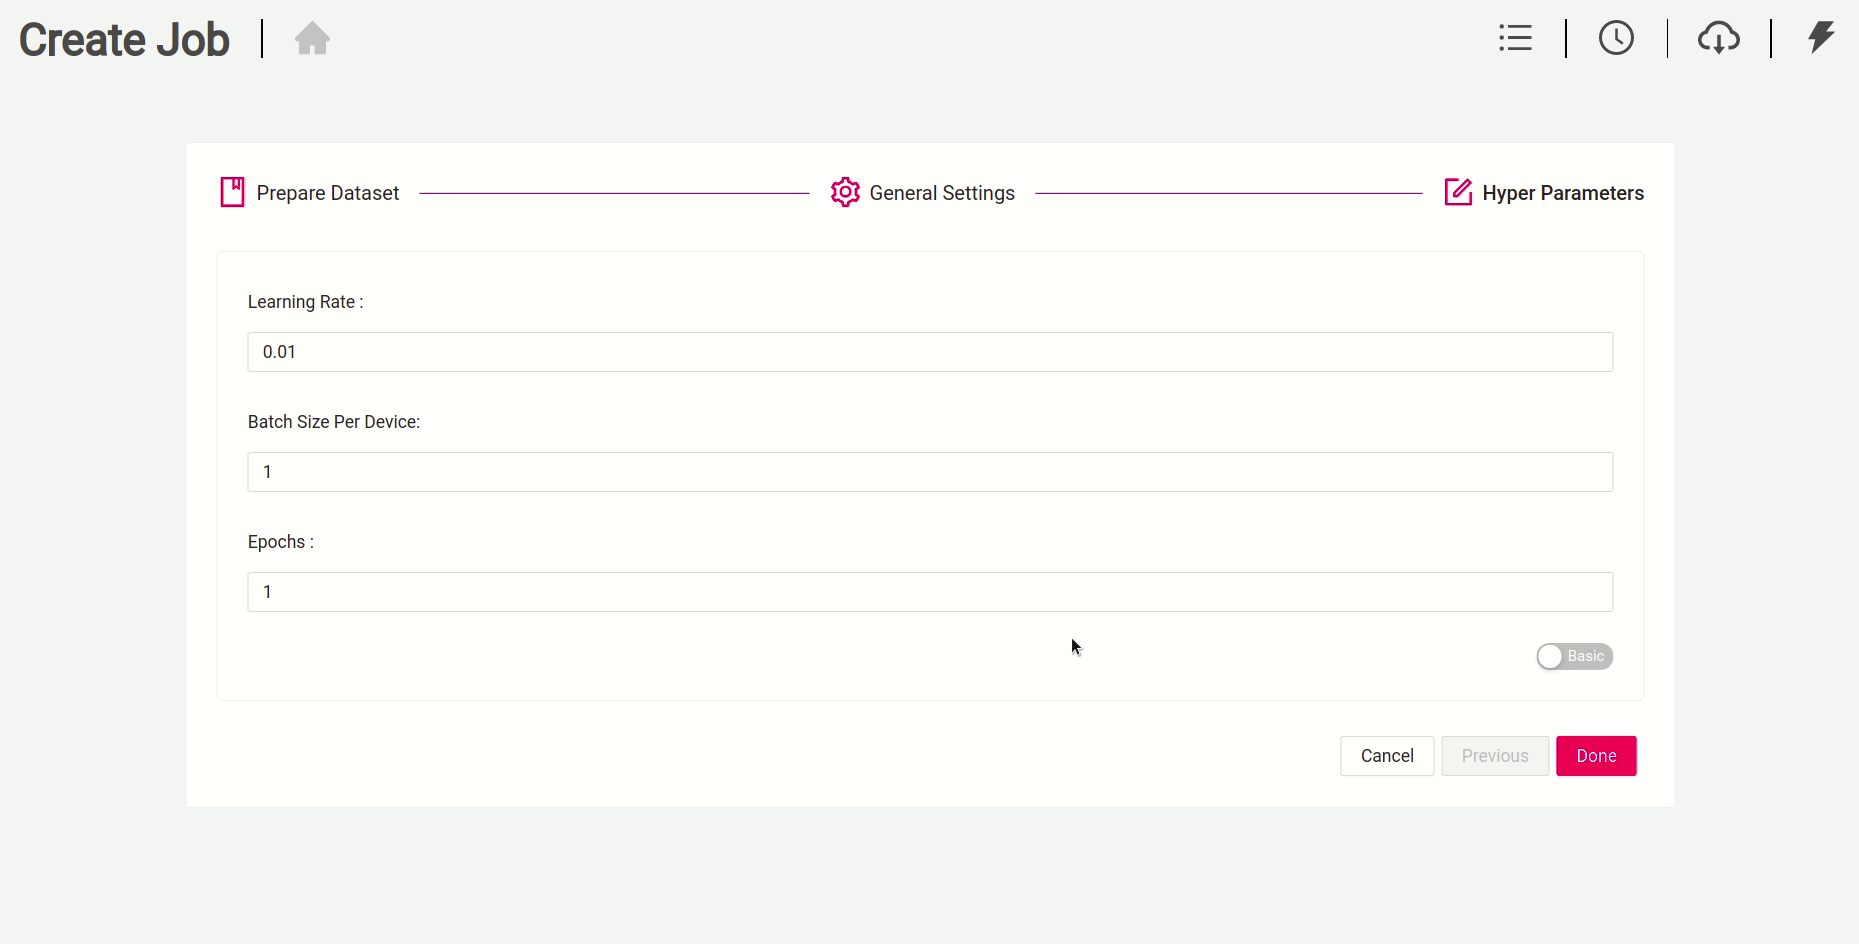 Create Job
Prepare Dataset
General Settings
Hyper Parameters
Learning Rate :
0.01
Batch Size Per Device:
1
Epochs :
1
Basic
Cancel
Previous
Done